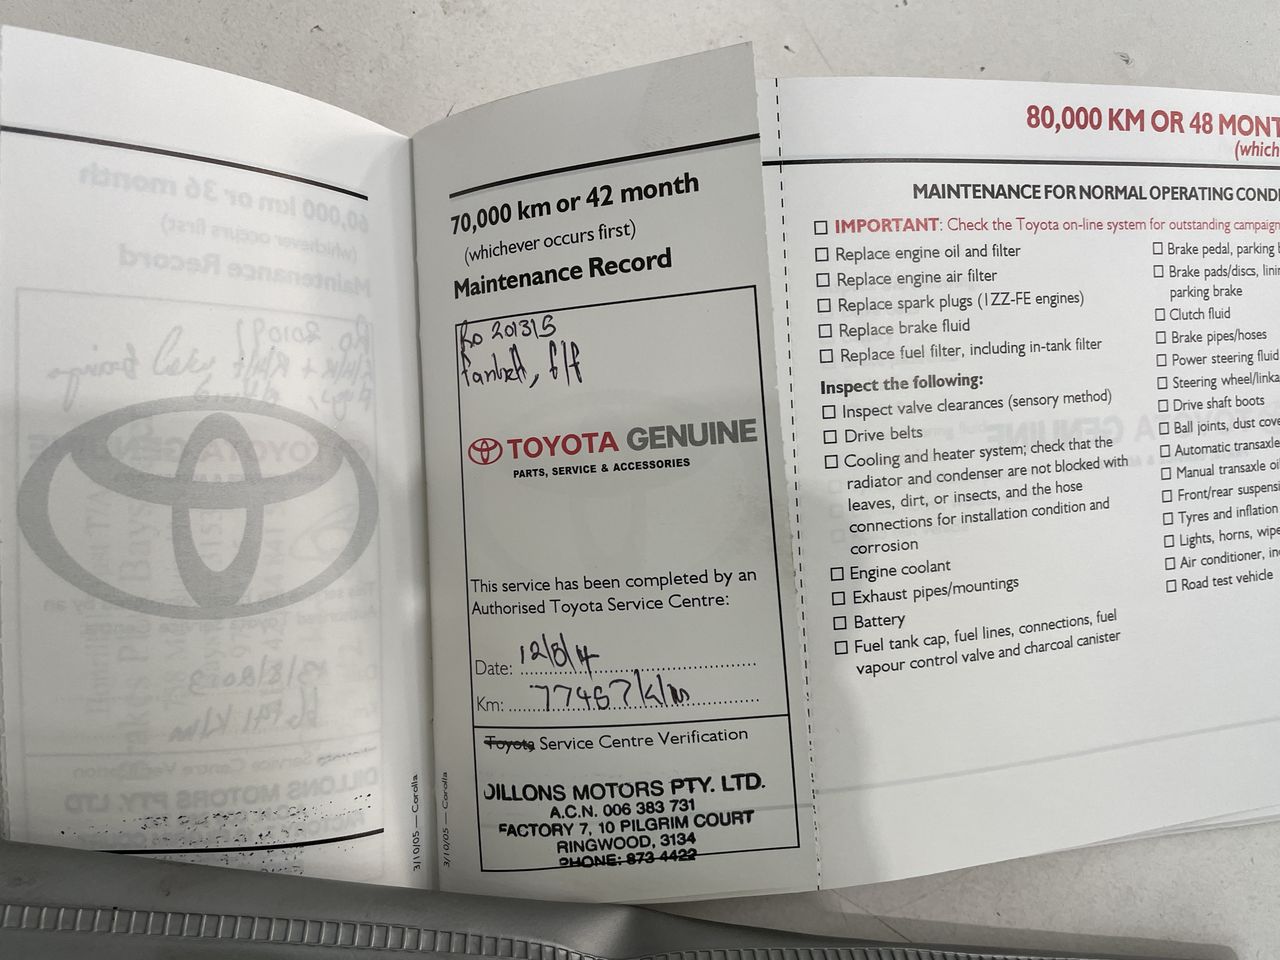 70,000 km or 42 month
(whichever occurs first)
Maintenance Record
Ro 201315
Fanbelt, f/f
TOYOTA GENUINE
PARTS, SERVICE & ACCESSORIES
This service has been completed by an
Authorised Toyota Service Centre:
Date: 12/8/4
Km: 77467 k/m
Toyota Service Centre Verification
DILLONS MOTORS PTY. LTD.
A.C.N. 006 383 731
FACTORY 7, 10 PILGRIM COURT
RINGWOOD, 3134
PHONE: 873 4422
3/10/05 — Corolla
3/10/05 — Corolla
80,000 KM OR 48 MONT
(which
MAINTENANCE FOR NORMAL OPERATING CONDI
IMPORTANT: Check the Toyota on-line system for outstanding campaign
Replace engine oil and filter
Replace engine air filter
Replace spark plugs (1ZZ-FE engines)
Replace brake fluid
Replace fuel filter, including in-tank filter
Inspect the following:
Inspect valve clearances (sensory method)
Drive belts
Cooling and heater system; check that the
radiator and condenser are not blocked with
leaves, dirt, or insects, and the hose
connections for installation condition and
corrosion
Engine coolant
Exhaust pipes/mountings
Battery
Fuel tank cap, fuel lines, connections, fuel
vapour control valve and charcoal canister
Brake pedal, parking b
Brake pads/discs, lini
parking brake
Clutch fluid
Brake pipes/hoses
Power steering fluid
Steering wheel/linka
Drive shaft boots
Ball joints, dust cove
Automatic transaxle
Manual transaxle oi
Front/rear suspensi
Tyres and inflation
Lights, horns, wipe
Air conditioner, in
Road test vehicle